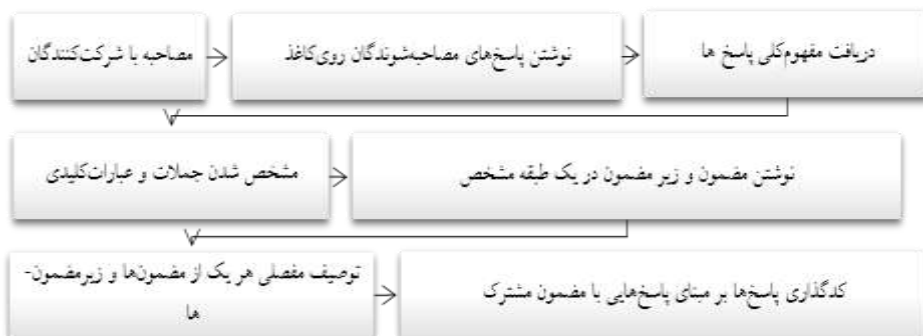 مصاحبه با شرکت‌کنندگان
نوشتن پاسخ‌های مصاحبه‌شوندگان روی‌کاغذ
دریافت مفهوم‌کلی پاسخ ها
مشخص شدن جملات و عبارات‌کلیدی
نوشتن مضمون و زیر مضمون در یک طبقه مشخص
توصیف مفصلی هر یک از مضمون‌ها و زیرمضمون-
ها
کدگذاری پاسخ‌ها بر مبنای پاسخ‌هایی با مضمون مشترک